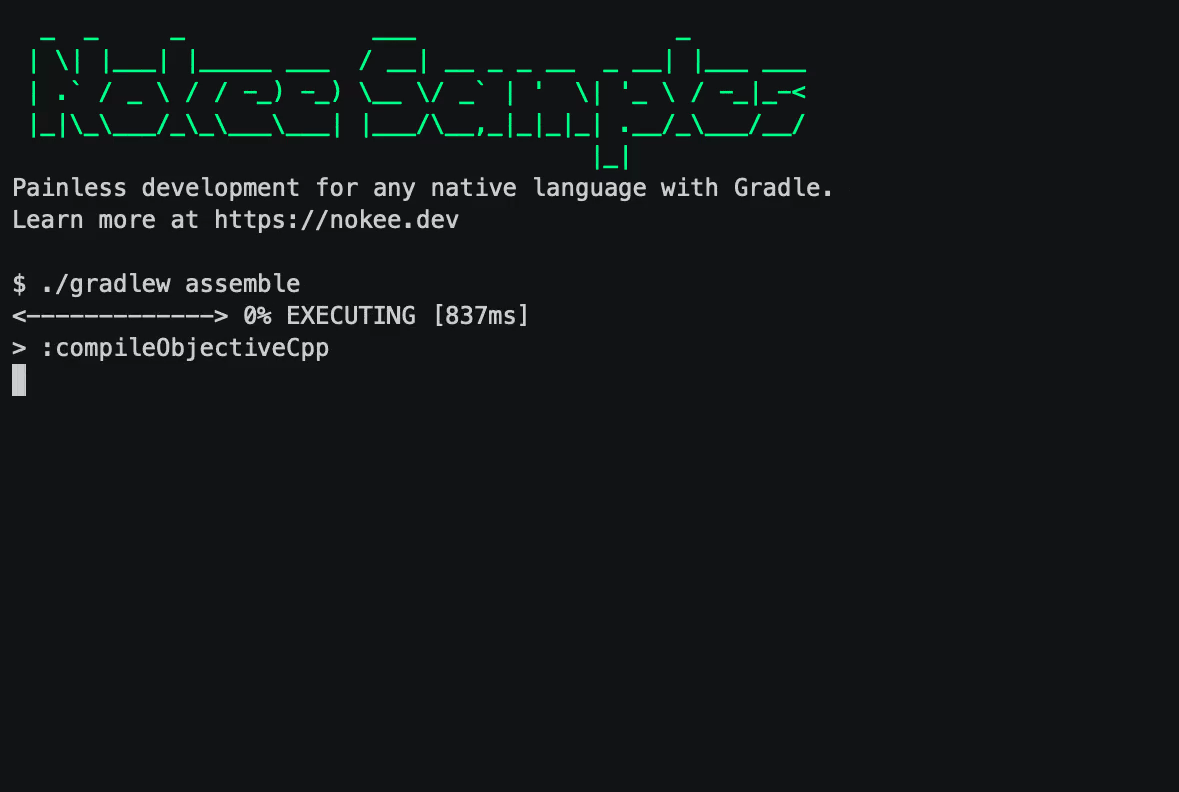 Nokee Samples
Painless development for any native language with Gradle.
Learn more at https://nokee.dev
$ ./gradlew assemble
<-------------> 0% EXECUTING [837ms]
> :compileObjectiveCpp